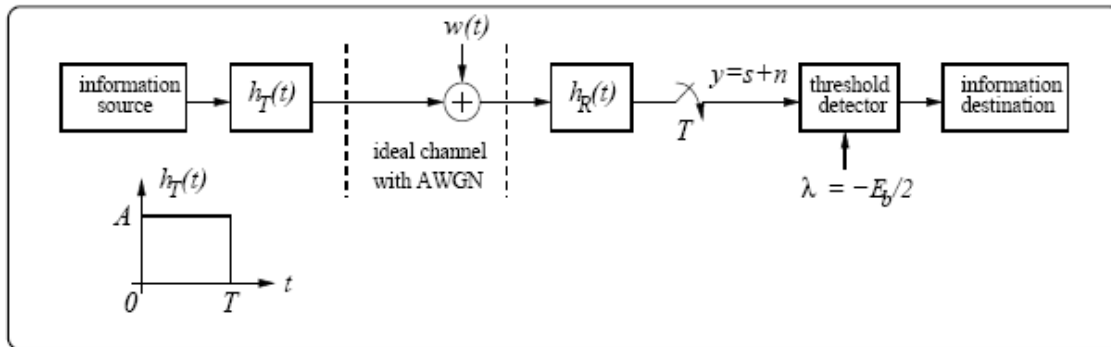 w(t)
information
source
h_T(t)
+
h_R(t)
T
y=s+n
threshold
detector
information
destination
ideal channel
with AWGN
λ = −E_b/2
h_T(t)
A
0
T
t